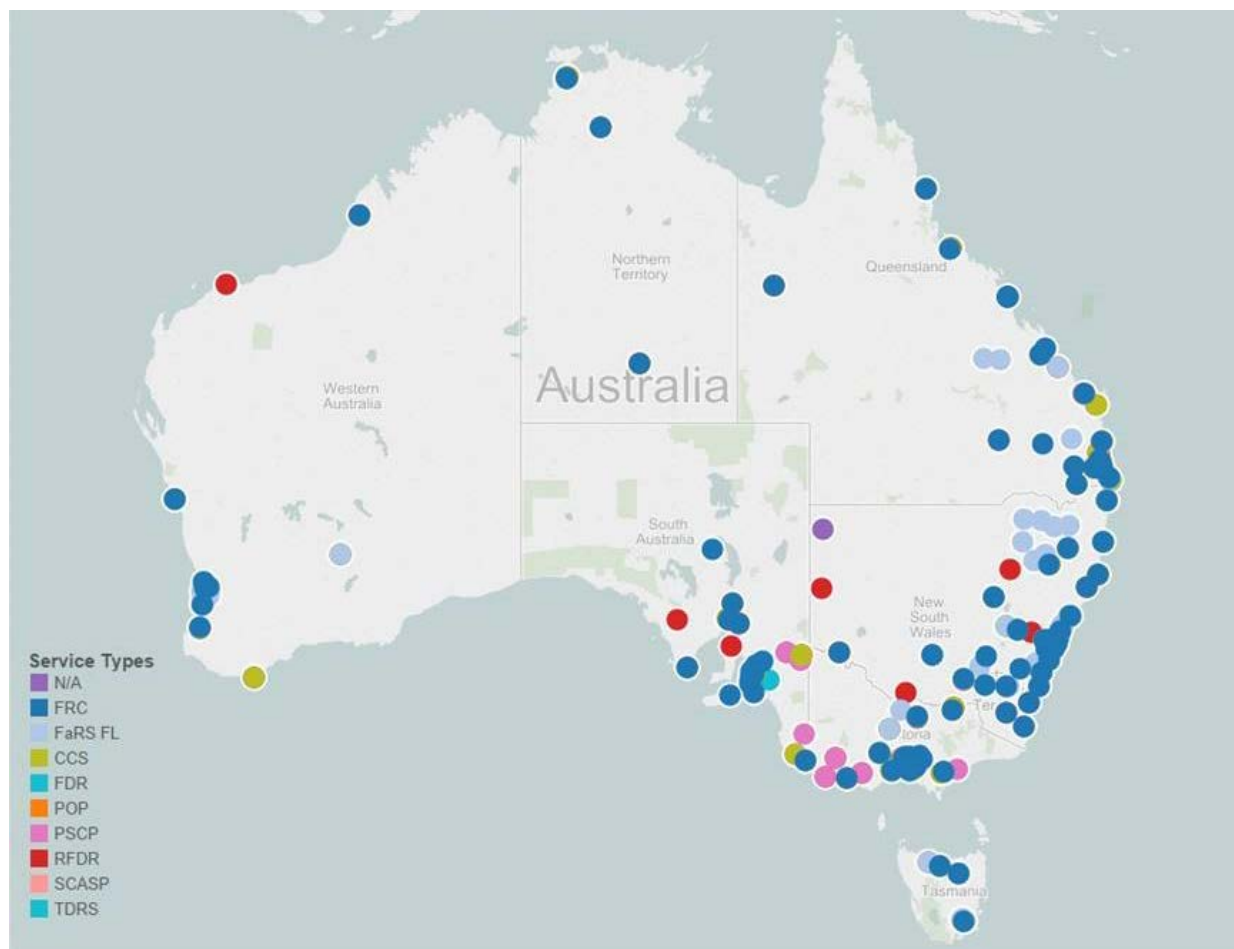 Northern
Territory
Queensland
Australia
Western
Australia
South
Australia
New
South
Wales
Tasmania
Service Types
N/A
FRC
FaRS FL
CCS
FDR
POP
PSCP
RFDR
SCASP
TDRS